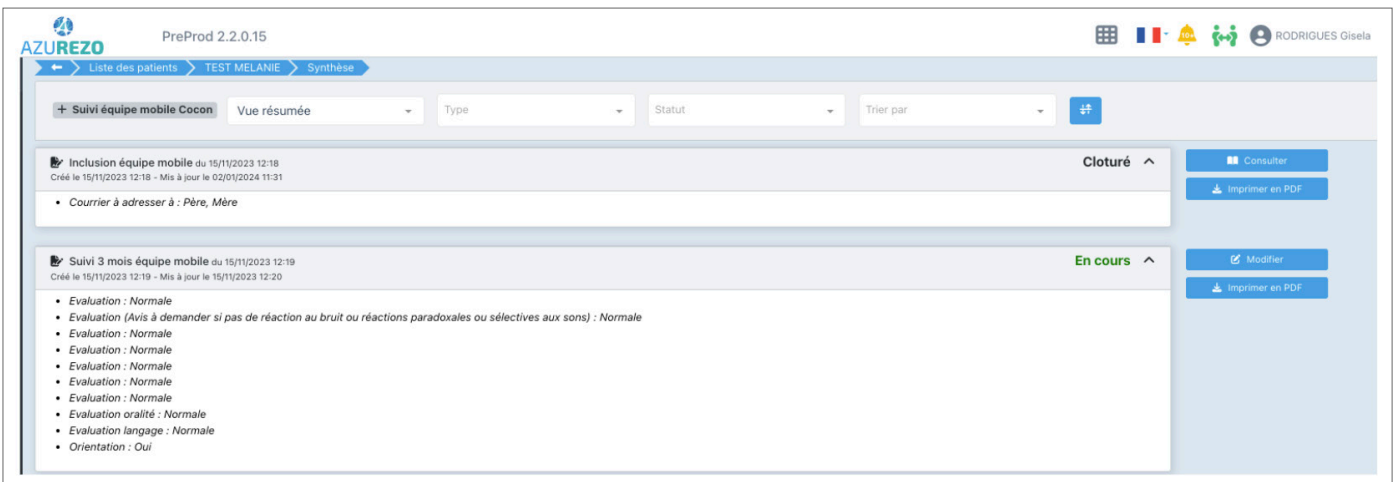 AZUREZO
PreProd 2.2.0.15
10+
RODRIGUES Gisela
Liste des patients TEST MELANIE Synthèse
+ Suivi équipe mobile Cocon
Vue résumée
Type
Statut
Trier par
Inclusion équipe mobile du 15/11/2023 12:18
Créé le 15/11/2023 12:18 - Mis à jour le 02/01/2024 11:31
Cloturé
Consulter
Imprimer en PDF
• Courrier à adresser à : Père, Mère
Suivi 3 mois équipe mobile du 15/11/2023 12:19
Créé le 15/11/2023 12:19 - Mis à jour le 15/11/2023 12:20
En cours
Modifier
Imprimer en PDF
• Evaluation : Normale
• Evaluation (Avis à demander si pas de réaction au bruit ou réactions paradoxales ou sélectives aux sons) : Normale
• Evaluation : Normale
• Evaluation : Normale
• Evaluation : Normale
• Evaluation : Normale
• Evaluation : Normale
• Evaluation oralité : Normale
• Evaluation langage : Normale
• Orientation : Oui